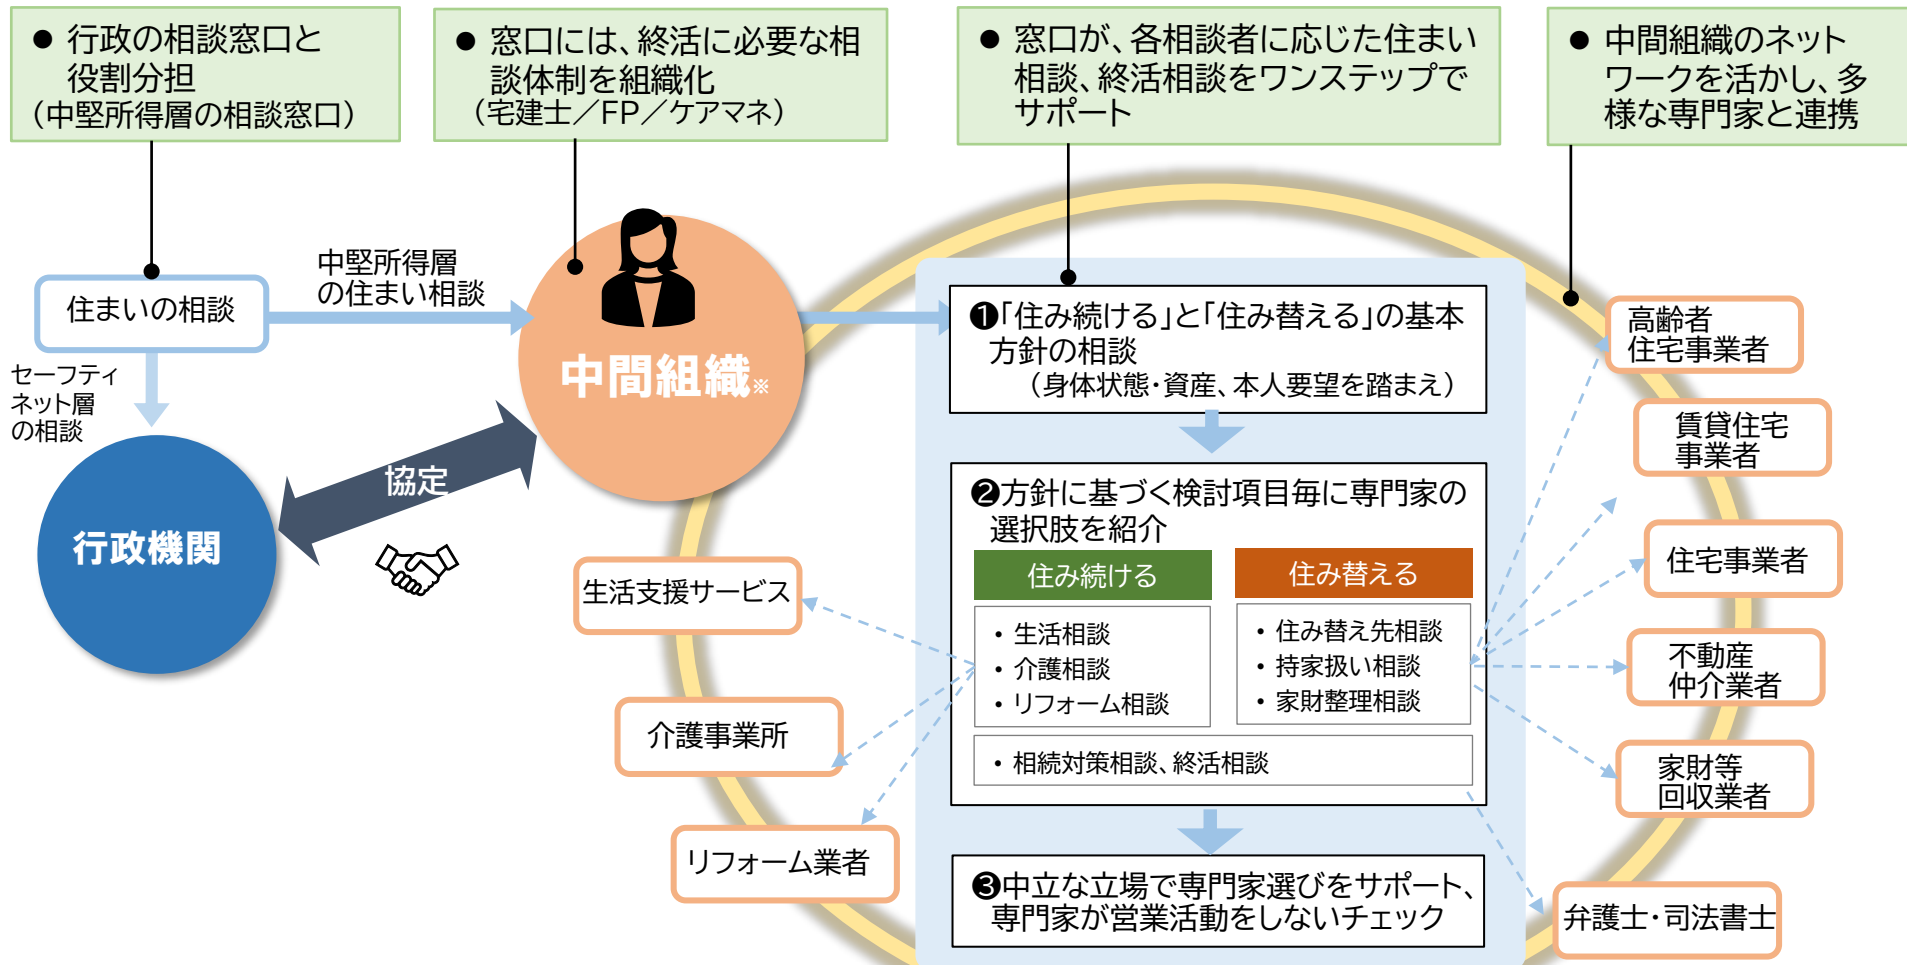 ● 行政の相談窓口と
役割分担
（中堅所得層の相談窓口）
● 窓口には、終活に必要な相
談体制を組織化
（宅建士／FP／ケアマネ）
● 窓口が、各相談者に応じた住まい
相談、終活相談をワンステップで
サポート
● 中間組織のネット
ワークを活かし、多
様な専門家と連携
住まいの相談
中堅所得層
の住まい相談
セーフティ
ネット層
の相談
行政機関
協定
中間組織※
❶「住み続ける」と「住み替える」の基本
方針の相談
（身体状態・資産、本人要望を踏まえ）
❷方針に基づく検討項目毎に専門家の
選択肢を紹介
住み続ける
・生活相談
・介護相談
・リフォーム相談
住み替える
・住み替え先相談
・持家扱い相談
・家財整理相談
・相続対策相談、終活相談
❸中立な立場で専門家選びをサポート、
専門家が営業活動をしないチェック
生活支援サービス
介護事業所
リフォーム業者
高齢者
住宅事業者
賃貸住宅
事業者
住宅事業者
不動産
仲介業者
家財等
回収業者
弁護士・司法書士